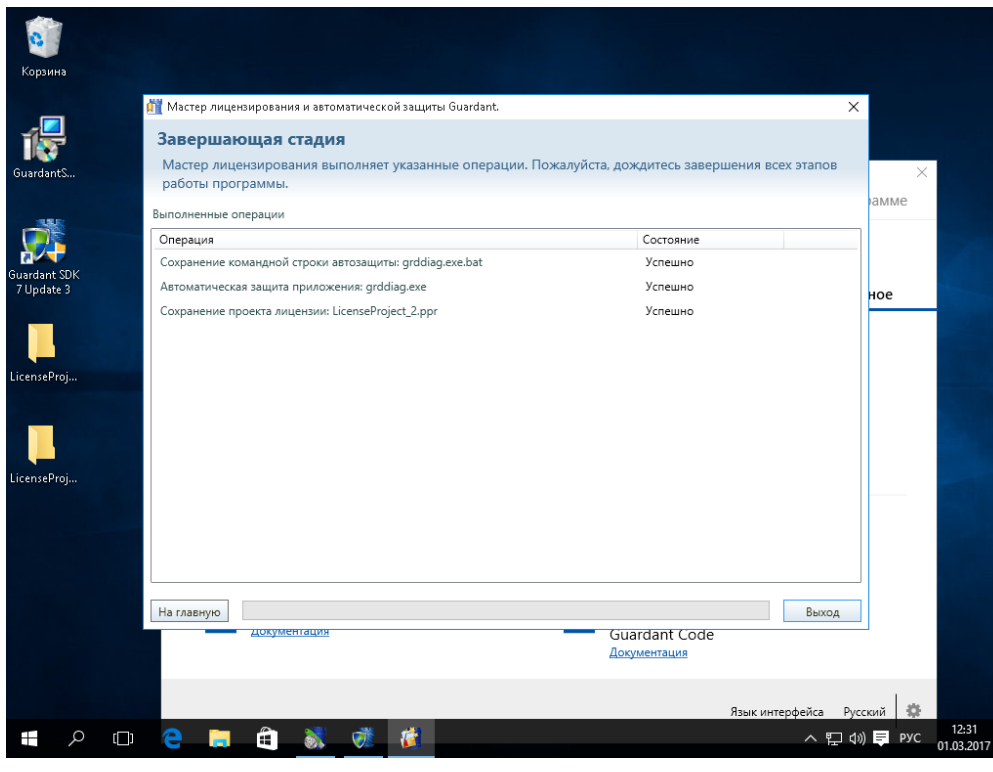 Корзина
GuardantS...
Guardant SDK
7 Update 3
LicenseProj...
LicenseProj...
Мастер лицензирования и автоматической защиты Guardant.
Завершающая стадия
Мастер лицензирования выполняет указанные операции. Пожалуйста, дождитесь завершения всех этапов
работы программы.
Выполненные операции
Операция Состояние
Сохранение командной строки автозащиты: grddiag.exe.bat Успешно
Автоматическая защита приложения: grddiag.exe Успешно
Сохранение проекта лицензии: LicenseProject_2.ppr Успешно
На главную Выход
амме
ное
Документация
Guardant Code
Документация
Язык интерфейса Русский
РУС
12:31
01.03.2017